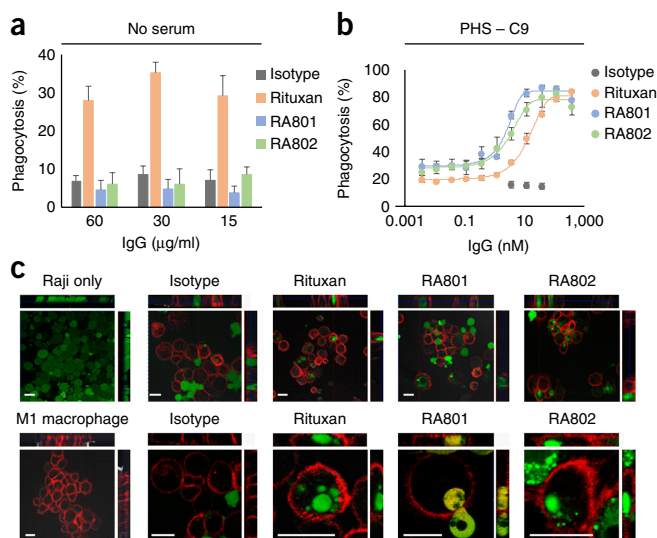 a
No serum
Phagocytosis (%)
40
30
20
10
0
60
30
15
IgG (µg/ml)
Isotype
Rituxan
RA801
RA802
b
PHS – C9
Phagocytosis (%)
100
80
60
40
20
0
0.001
0.1
10
1,000
IgG (nM)
Isotype
Rituxan
RA801
RA802
c
Raji only
Isotype
Rituxan
RA801
RA802
M1 macrophage
Isotype
Rituxan
RA801
RA802